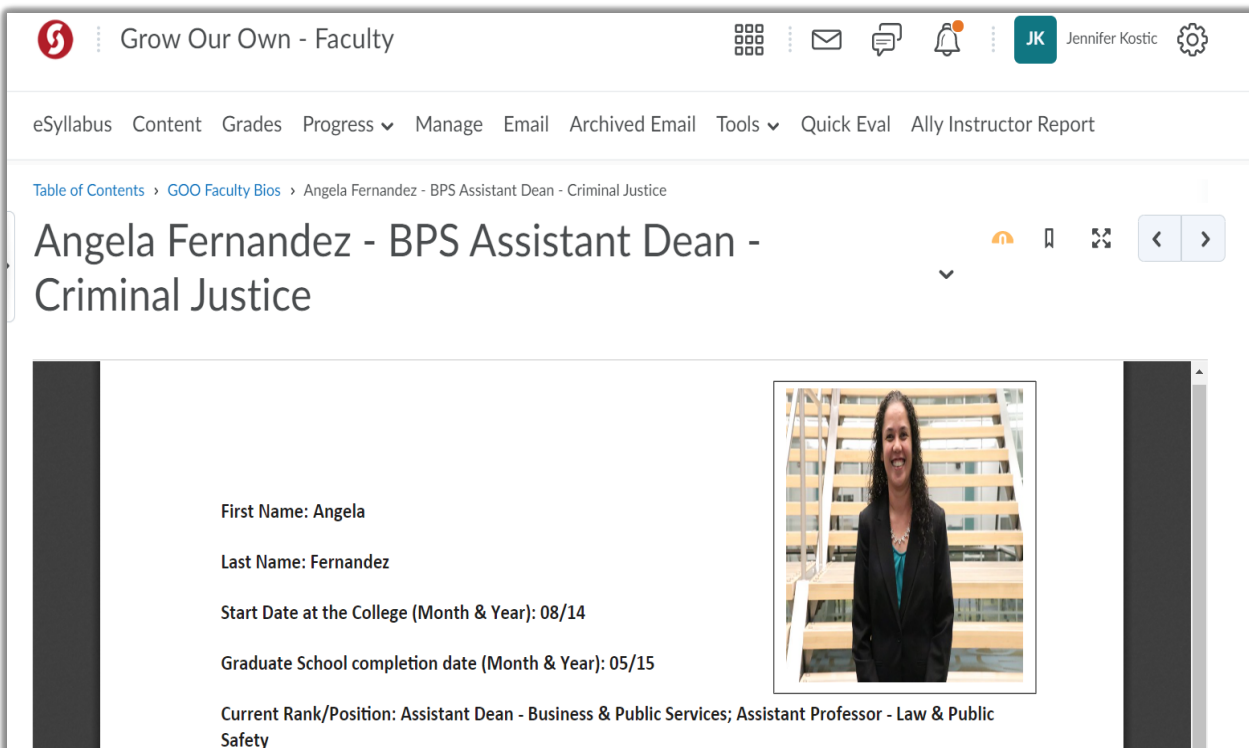 Grow Our Own - Faculty
JK
Jennifer Kostic
eSyllabus Content Grades Progress Manage Email Archived Email Tools Quick Eval Ally Instructor Report
Table of Contents › GOO Faculty Bios › Angela Fernandez - BPS Assistant Dean - Criminal Justice
Angela Fernandez - BPS Assistant Dean -
Criminal Justice
First Name: Angela
Last Name: Fernandez
Start Date at the College (Month & Year): 08/14
Graduate School completion date (Month & Year): 05/15
Current Rank/Position: Assistant Dean - Business & Public Services; Assistant Professor - Law & Public
Safety